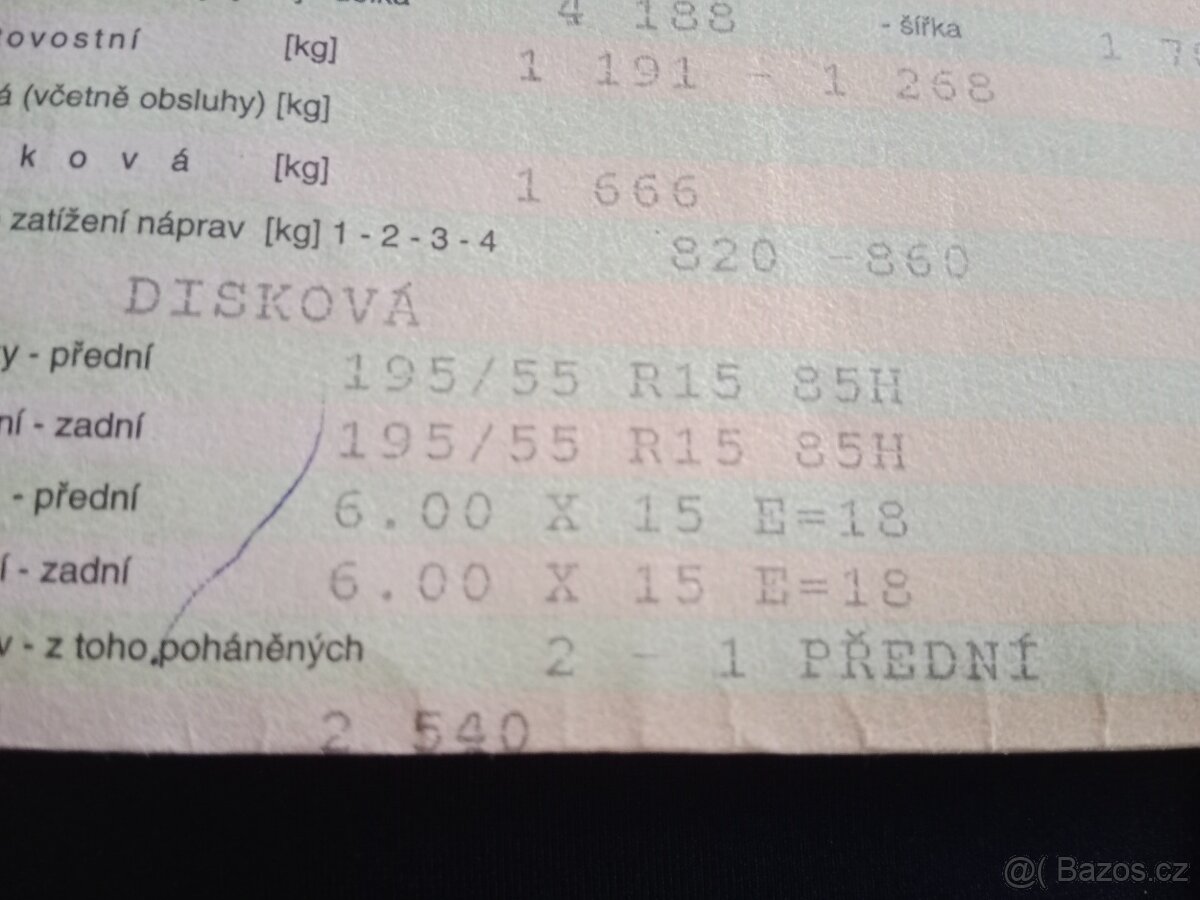 4 188 - šířka
ovostní [kg] 1 191 - 1 268 1
á (včetně obsluhy) [kg]
k o v á [kg] 1 666
zatížení náprav [kg] 1 - 2 - 3 - 4 820 -860
DISKOVÁ
y - přední 195/55 R15 85H
ní - zadní 195/55 R15 85H
- přední 6.00 X 15 E=18
í - zadní 6.00 X 15 E=18
v - z toho poháněných 2 - 1 PŘEDNÍ
2 540
@( Bazos.cz